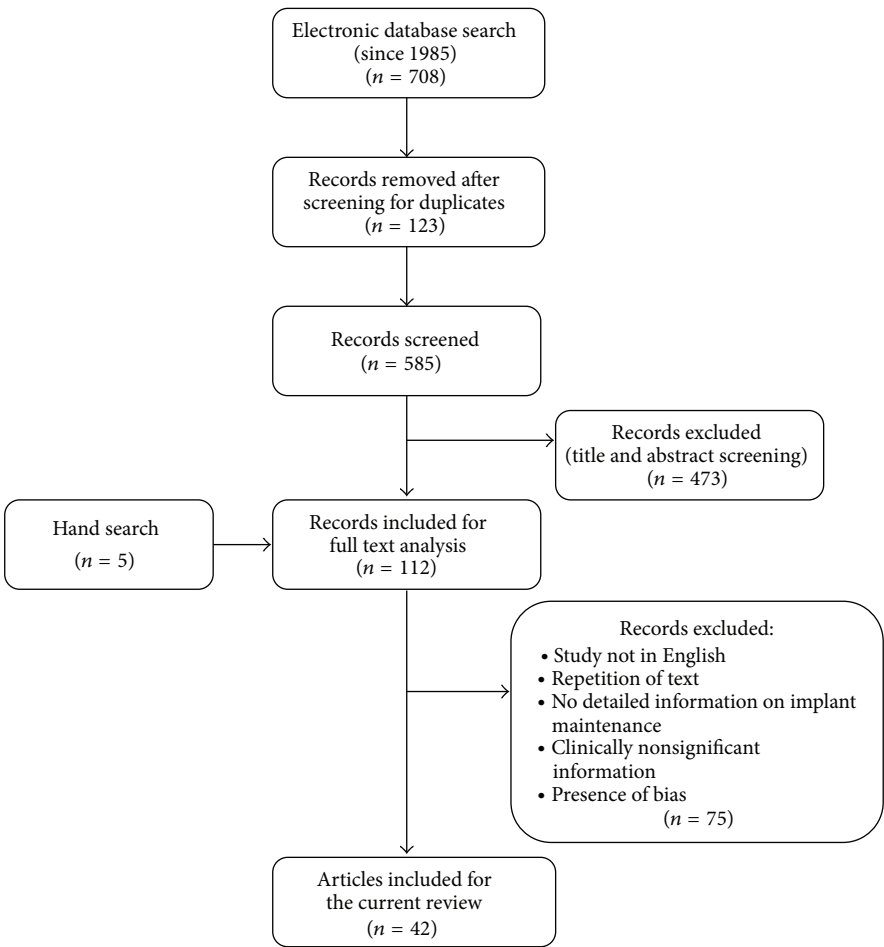 Electronic database search
(since 1985)
(n = 708)
Records removed after
screening for duplicates
(n = 123)
Records screened
(n = 585)
Records excluded
(title and abstract screening)
(n = 473)
Hand search
(n = 5)
Records included for
full text analysis
(n = 112)
Records excluded:
• Study not in English
• Repetition of text
• No detailed information on implant
maintenance
• Clinically nonsignificant
information
• Presence of bias
(n = 75)
Articles included for
the current review
(n = 42)